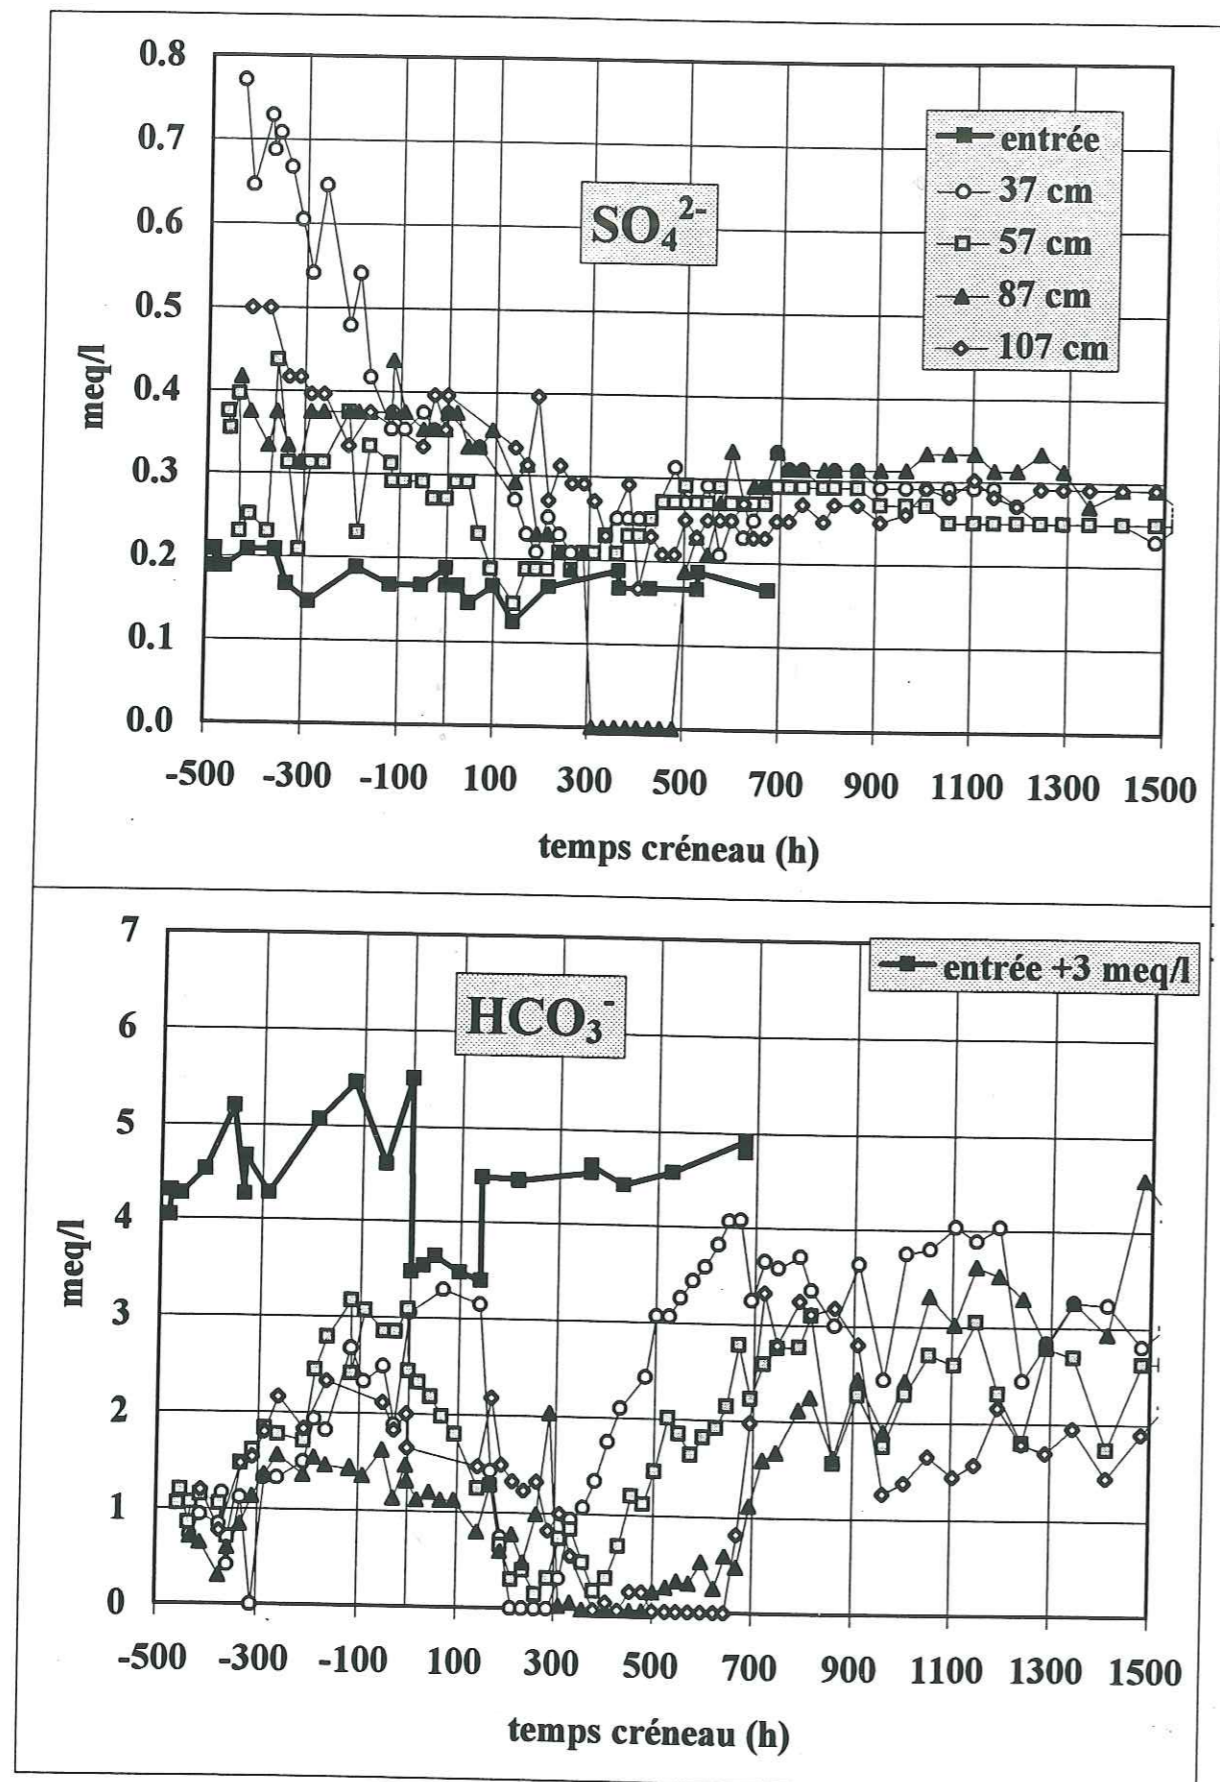 0.8
0.7
0.6
0.5
0.4
0.3
0.2
0.1
0.0
meq/l
SO₄²⁻
entrée
37 cm
57 cm
87 cm
107 cm
-500 -300 -100 100 300 500 700 900 1100 1300 1500
temps créneau (h)
7
6
5
4
3
2
1
0
meq/l
HCO₃⁻
entrée +3 meq/l
-500 -300 -100 100 300 500 700 900 1100 1300 1500
temps créneau (h)